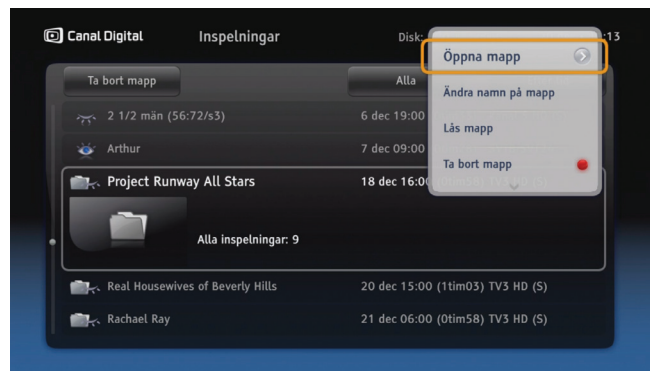 Canal Digital Inspelningar Disk: :13
Öppna mapp
Ta bort mapp Alla
Ändra namn på mapp
2 1/2 män (56:72/s3) 6 dec 19:00
Lås mapp
Arthur 7 dec 09:00
Ta bort mapp
Project Runway All Stars 18 dec 16:00 (0tim58) TV3 HD (S)
Alla inspelningar: 9
Real Housewives of Beverly Hills 20 dec 15:00 (1tim03) TV3 HD (S)
Rachael Ray 21 dec 06:00 (0tim58) TV3 HD (S)